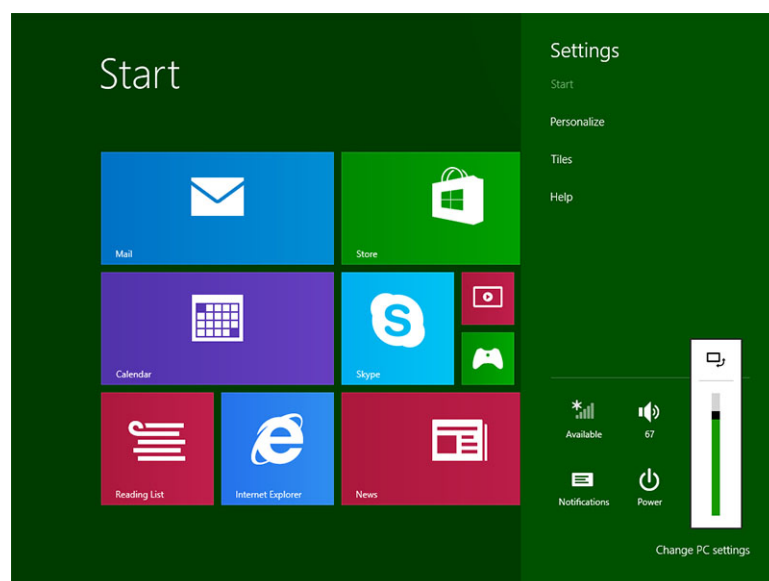 Start
Mail
Store
Calendar
Skype
Reading List
Internet Explorer
News
Settings
Start
Personalize
Tiles
Help
Available
67
Notifications
Power
Change PC settings